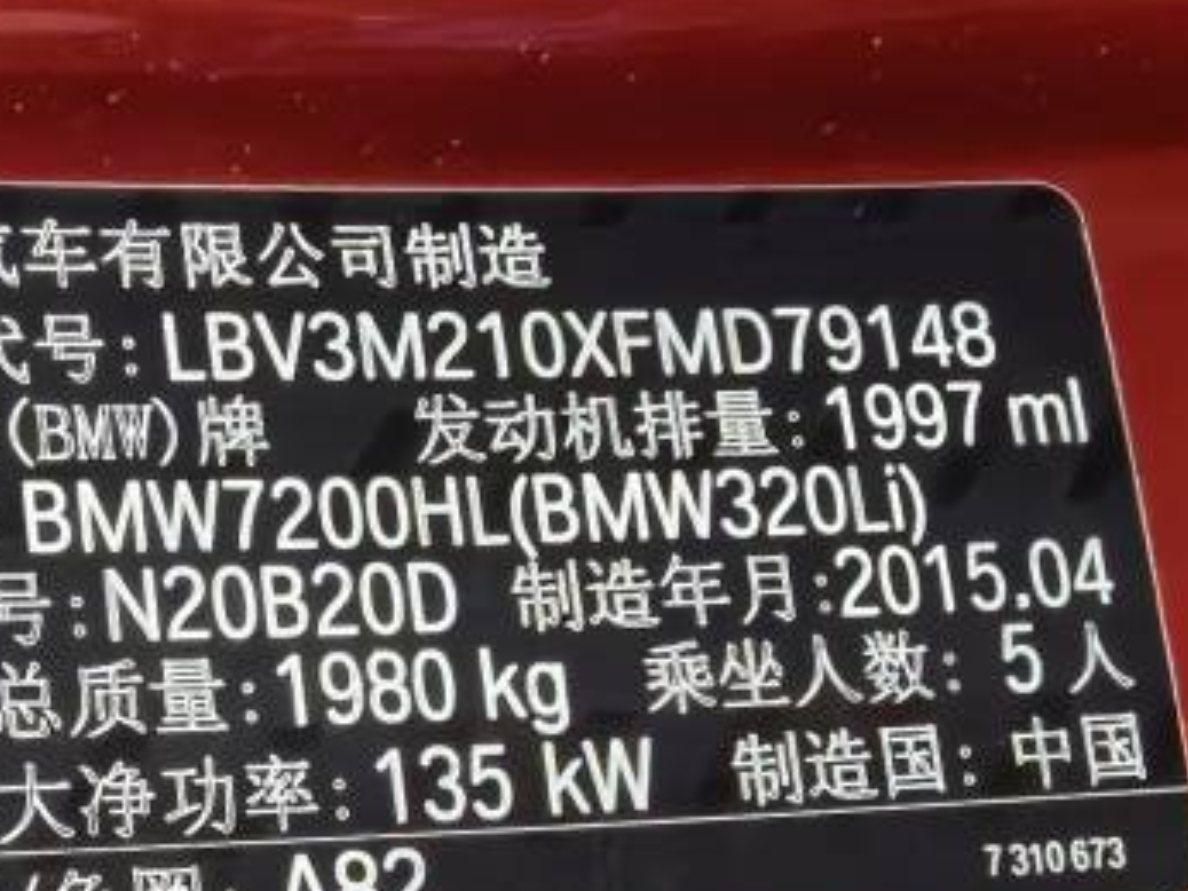 汽车有限公司制造
代号:LBV3M210XFMD79148
(BMW)牌 发动机排量:1997 ml
BMW7200HL(BMW320Li)
号:N20B20D 制造年月:2015.04
总质量:1980 kg 乘坐人数: 5 人
大净功率:135 kW 制造国: 中国
A82
7 310 673